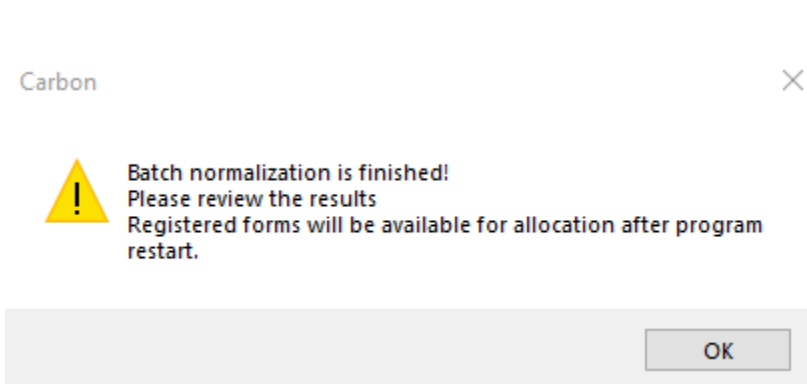 Carbon
Batch normalization is finished!
Please review the results
Registered forms will be available for allocation after program
restart.
OK